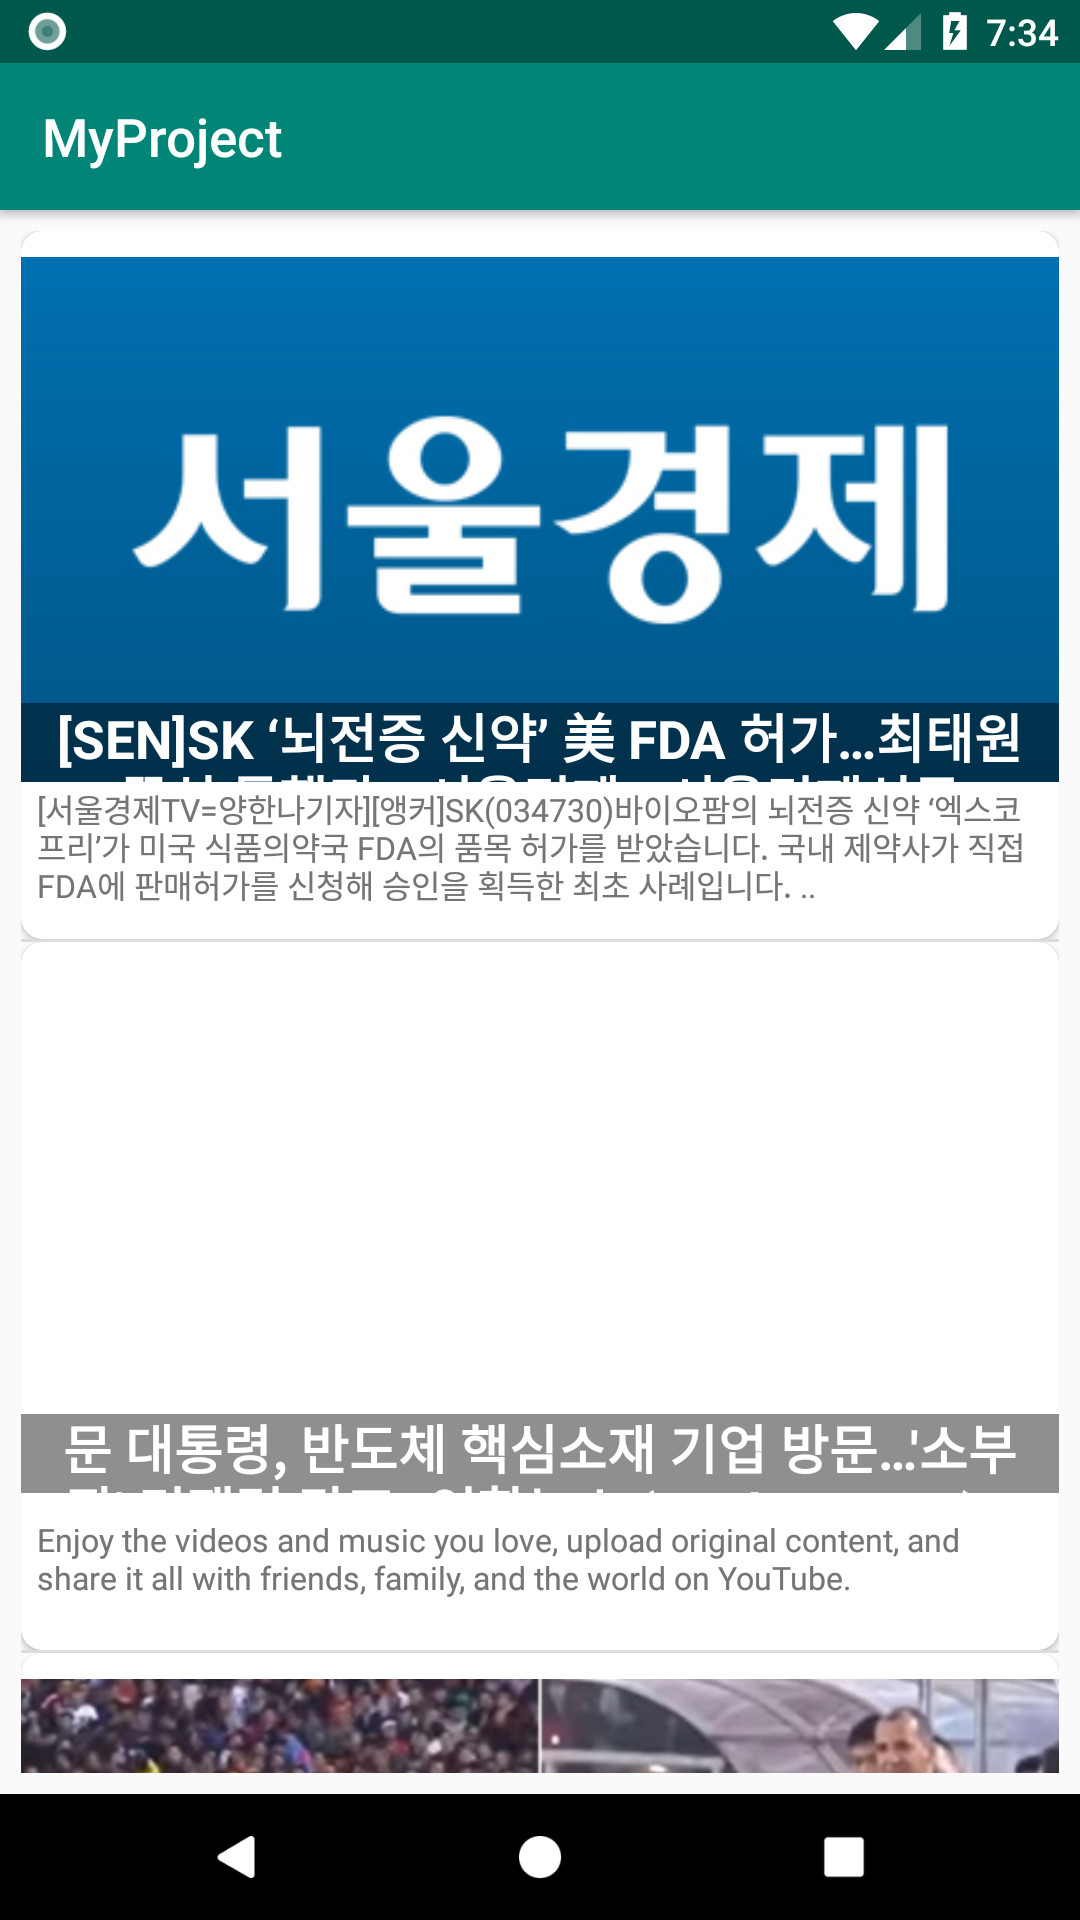 7:34
MyProject
서울경제
[SEN]SK ‘뇌전증 신약’ 美 FDA 허가...최태원
[서울경제TV=양한나기자][앵커]SK(034730)바이오팜의 뇌전증 신약 ‘엑스코
프리’가 미국 식품의약국 FDA의 품목 허가를 받았습니다. 국내 제약사가 직접
FDA에 판매허가를 신청해 승인을 획득한 최초 사례입니다. ..
문 대통령, 반도체 핵심소재 기업 방문...'소부
Enjoy the videos and music you love, upload original content, and
share it all with friends, family, and the world on YouTube.